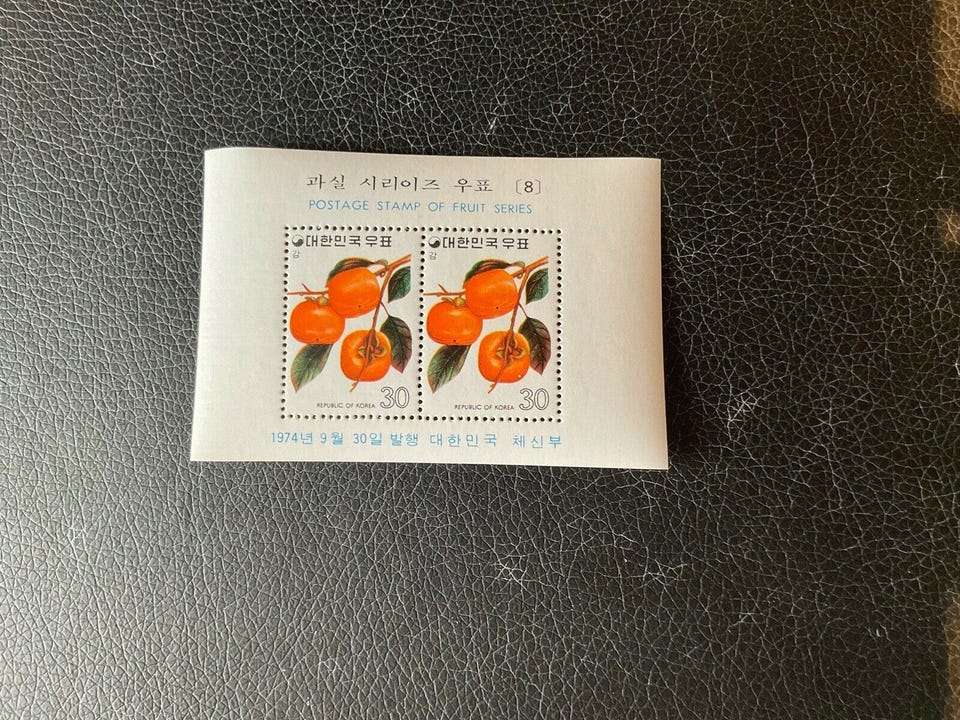 과실 시리이즈 우표 〔8〕
POSTAGE STAMP OF FRUIT SERIES
대한민국우표
감
REPUBLIC OF KOREA 30
대한민국우표
감
REPUBLIC OF KOREA 30
1974년 9월 30일 발행 대한민국 체신부